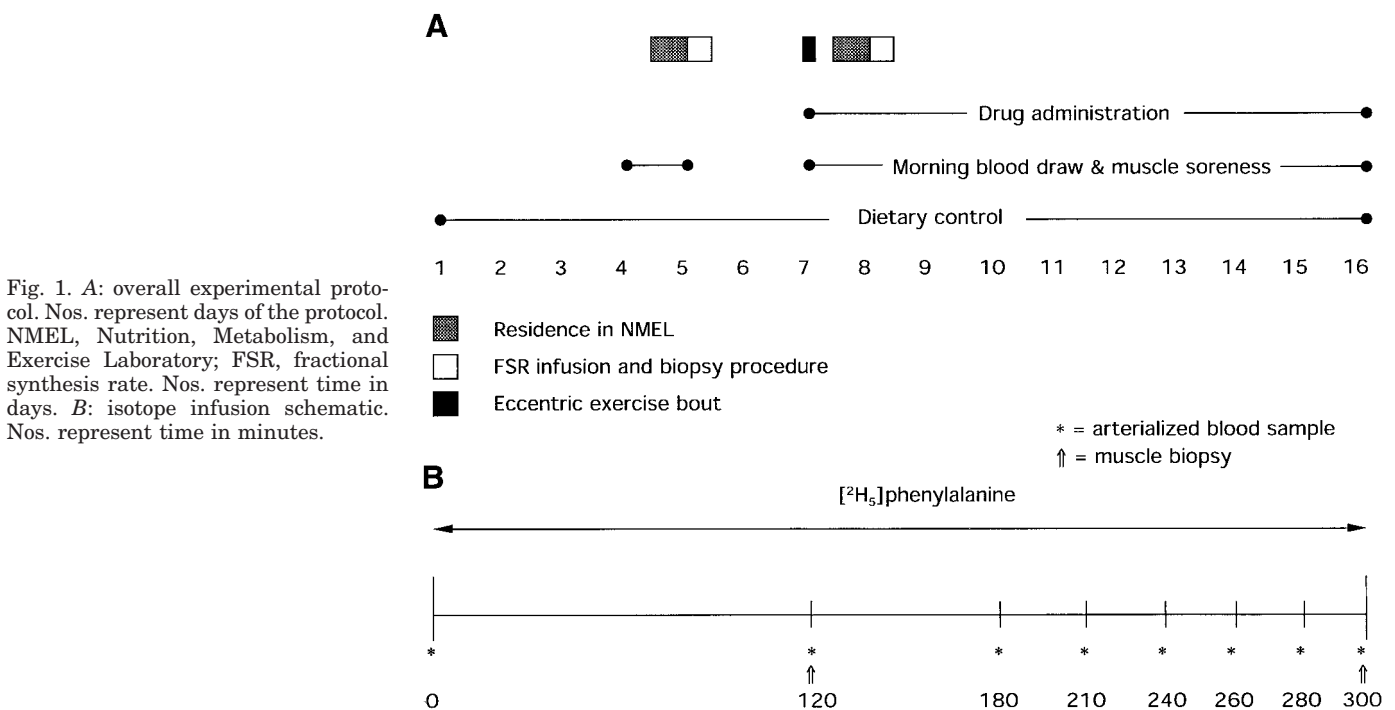 A
Drug administration
Morning blood draw & muscle soreness
Dietary control
1 2 3 4 5 6 7 8 9 10 11 12 13 14 15 16
Residence in NMEL
FSR infusion and biopsy procedure
Eccentric exercise bout
Fig. 1. A: overall experimental proto-
col. Nos. represent days of the protocol.
NMEL, Nutrition, Metabolism, and
Exercise Laboratory; FSR, fractional
synthesis rate. Nos. represent time in
days. B: isotope infusion schematic.
Nos. represent time in minutes.
* = arterialized blood sample
⇑ = muscle biopsy
B
[²H₅]phenylalanine
* * * * * * * *
⇑ ⇑
0 120 180 210 240 260 280 300